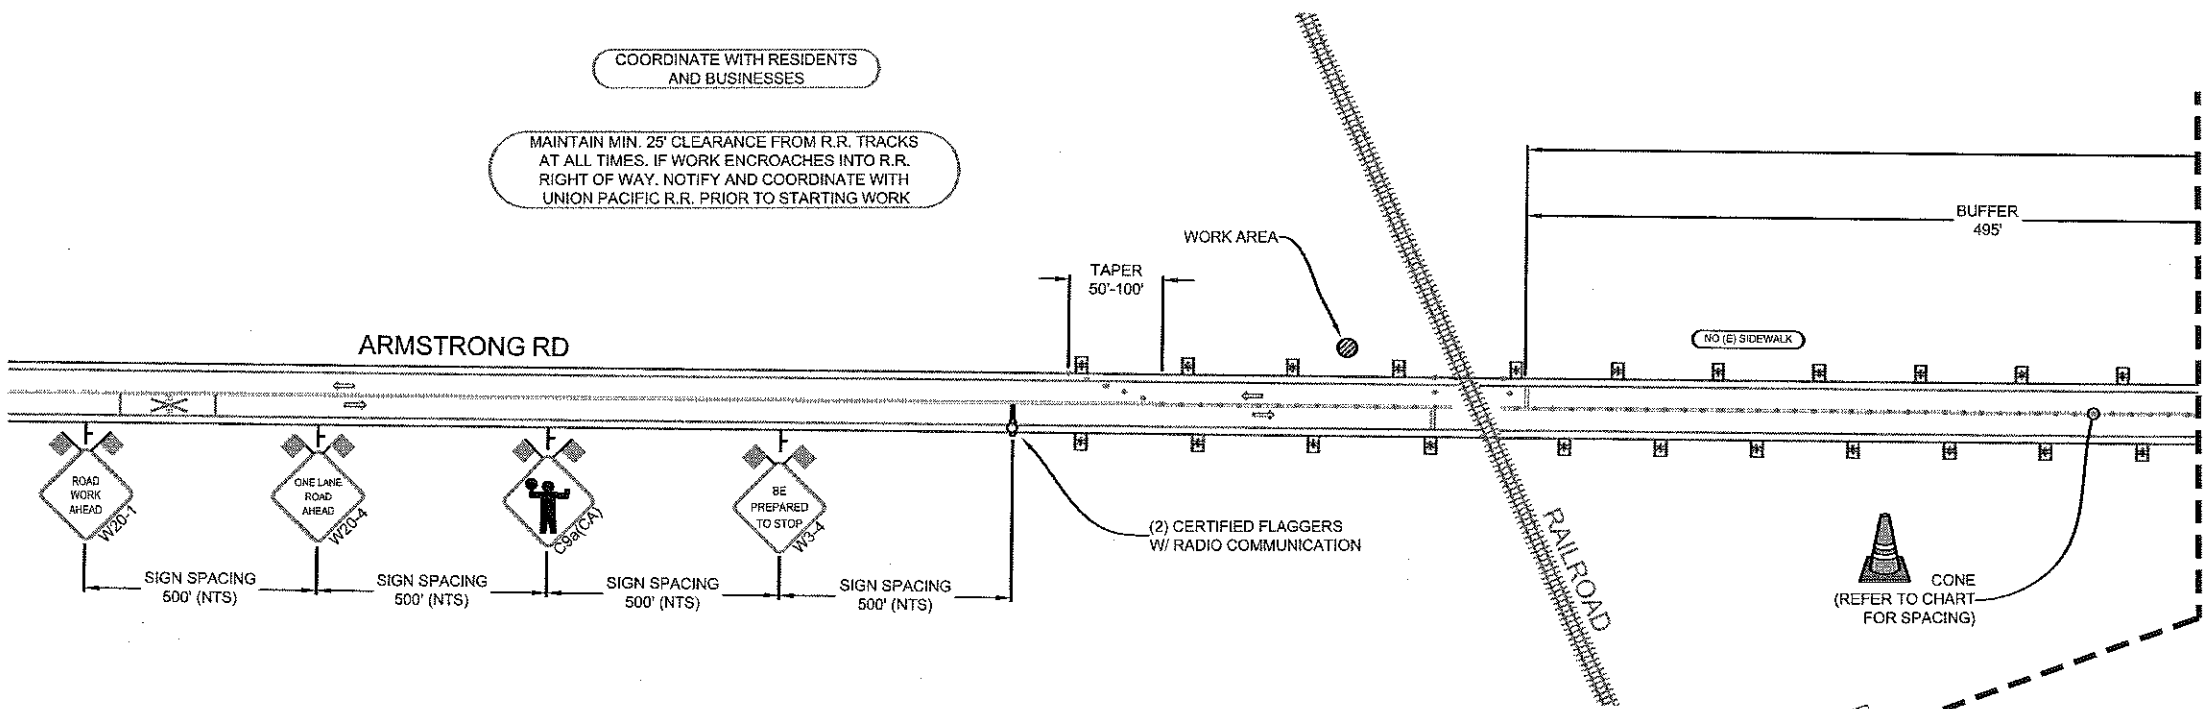 COORDINATE WITH RESIDENTS
AND BUSINESSES
MAINTAIN MIN. 25' CLEARANCE FROM R.R. TRACKS
AT ALL TIMES. IF WORK ENCROACHES INTO R.R.
RIGHT OF WAY. NOTIFY AND COORDINATE WITH
UNION PACIFIC R.R. PRIOR TO STARTING WORK
BUFFER
495'
WORK AREA
TAPER
50'-100'
ARMSTRONG RD
NO (E) SIDEWALK
ROAD
WORK
AHEAD
W20-1
ONE LANE
ROAD
AHEAD
W20-4
C9a(CA)
BE
PREPARED
TO STOP
W3-4
(2) CERTIFIED FLAGGERS
W/ RADIO COMMUNICATION
RAILROAD
CONE
(REFER TO CHART
FOR SPACING)
SIGN SPACING
500' (NTS)
SIGN SPACING
500' (NTS)
SIGN SPACING
500' (NTS)
SIGN SPACING
500' (NTS)